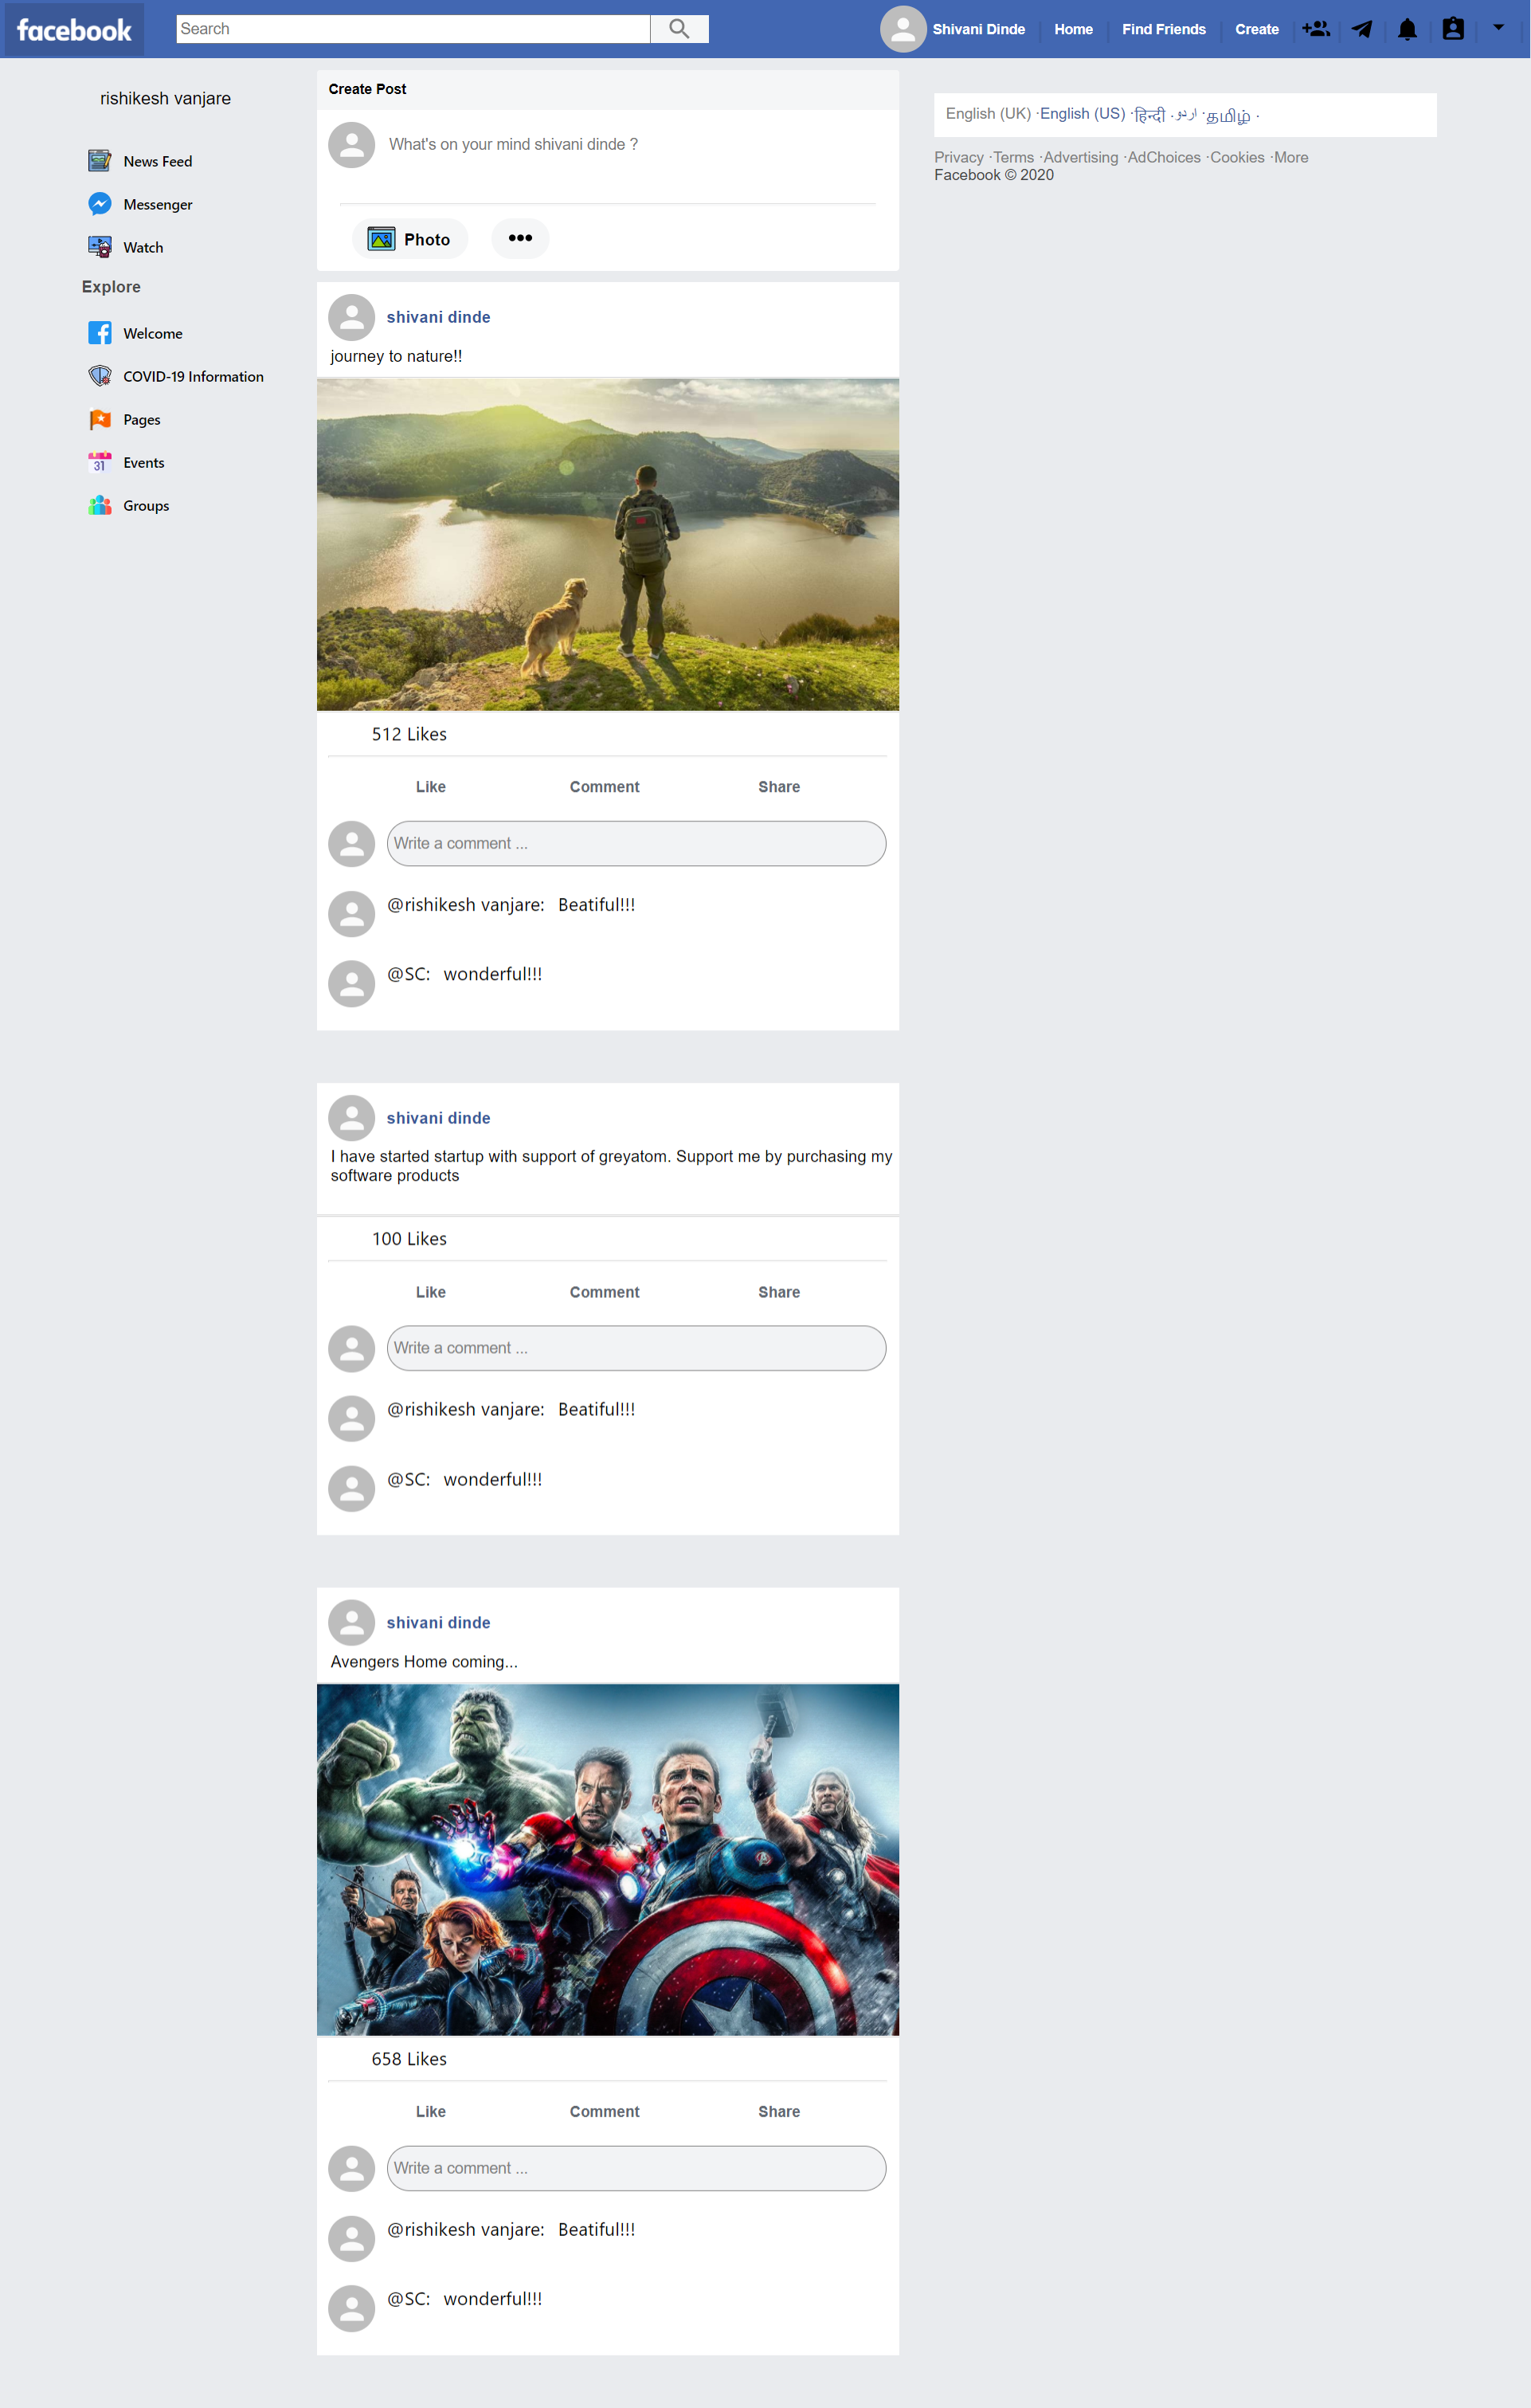 facebook
Search
Shivani Dinde
Home
Find Friends
Create
rishikesh vanjare
News Feed
Messenger
Watch
Explore
Welcome
COVID-19 Information
Pages
31
Events
Groups
Create Post
What's on your mind shivani dinde ?
Photo
shivani dinde
journey to nature!!
512 Likes
Like Comment Share
Write a comment ...
@rishikesh vanjare: Beatiful!!!
@SC: wonderful!!!
shivani dinde
I have started startup with support of greyatom. Support me by purchasing my
software products
100 Likes
Like Comment Share
Write a comment ...
@rishikesh vanjare: Beatiful!!!
@SC: wonderful!!!
shivani dinde
Avengers Home coming...
658 Likes
Like Comment Share
Write a comment ...
@rishikesh vanjare: Beatiful!!!
@SC: wonderful!!!
English (UK) ·English (US) ·हिन्दी ·اردو ·தமிழ் ·
Privacy ·Terms ·Advertising ·AdChoices ·Cookies ·More
Facebook © 2020